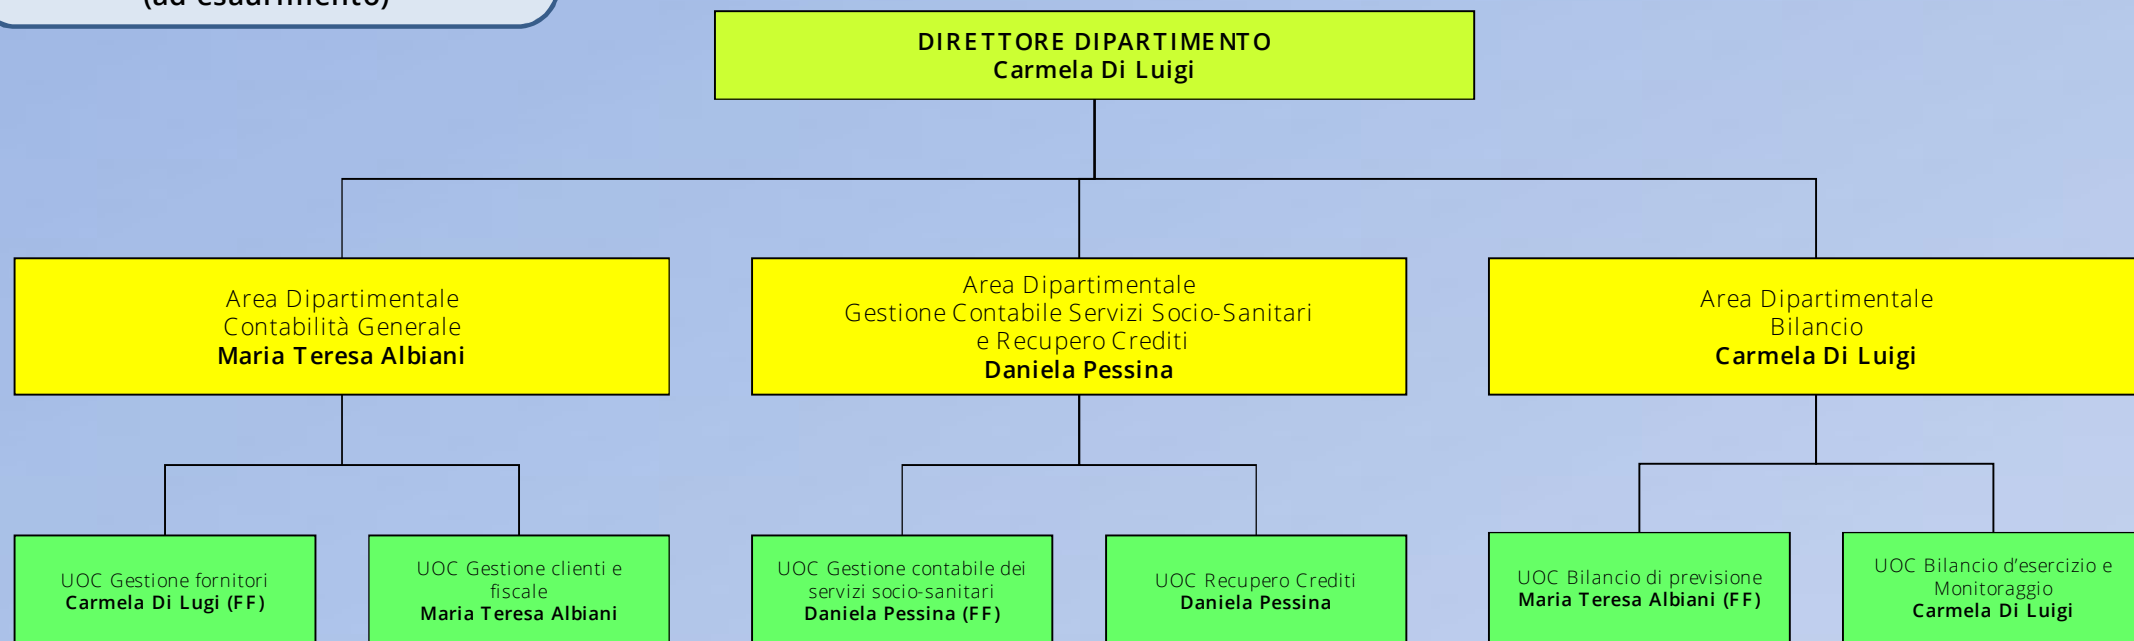 (ad esaurimento)
DIRETTORE DIPARTIMENTO
Carmela Di Luigi
Area Dipartimentale
Contabilità Generale
Maria Teresa Albiani
Area Dipartimentale
Gestione Contabile Servizi Socio-Sanitari
e Recupero Crediti
Daniela Pessina
Area Dipartimentale
Bilancio
Carmela Di Luigi
UOC Gestione fornitori
Carmela Di Lugi (FF)
UOC Gestione clienti e
fiscale
Maria Teresa Albiani
UOC Gestione contabile dei
servizi socio-sanitari
Daniela Pessina (FF)
UOC Recupero Crediti
Daniela Pessina
UOC Bilancio di previsione
Maria Teresa Albiani (FF)
UOC Bilancio d’esercizio e
Monitoraggio
Carmela Di Luigi